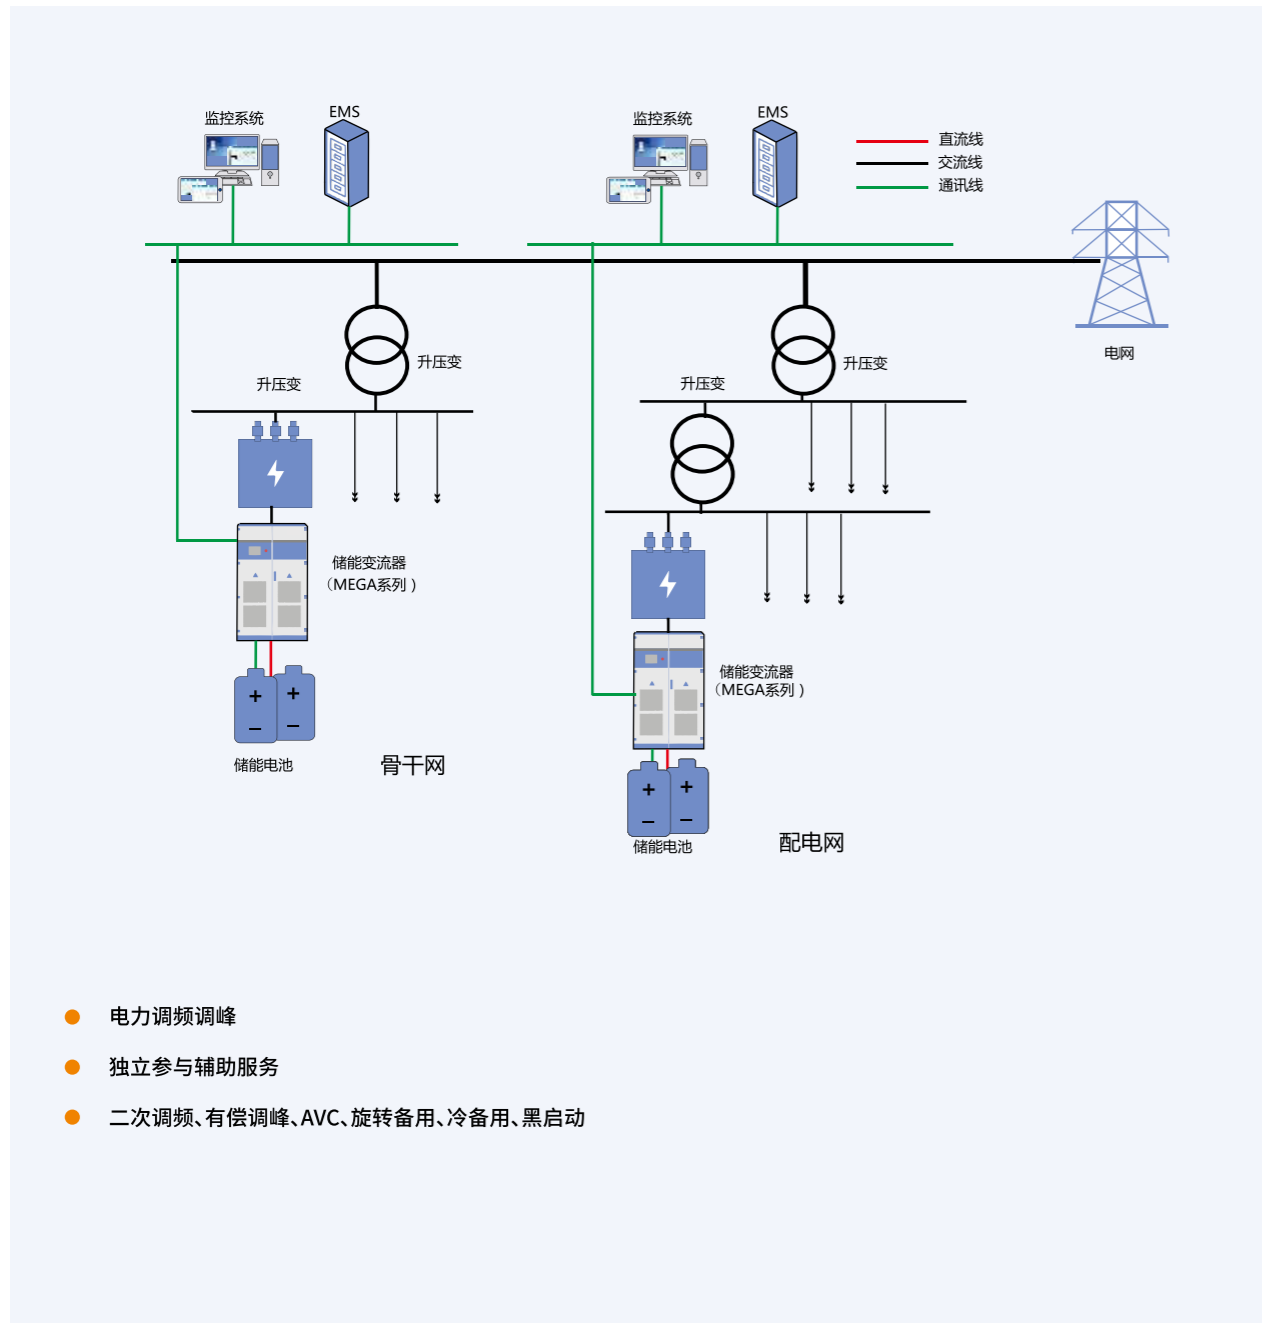 监控系统
EMS
监控系统
EMS
直流线
交流线
通讯线
电网
升压变
升压变
升压变
升压变
储能变流器
（MEGA系列）
储能变流器
（MEGA系列）
储能电池
骨干网
储能电池
配电网
电力调频调峰
独立参与辅助服务
二次调频、有偿调峰、AVC、旋转备用、冷备用、黑启动